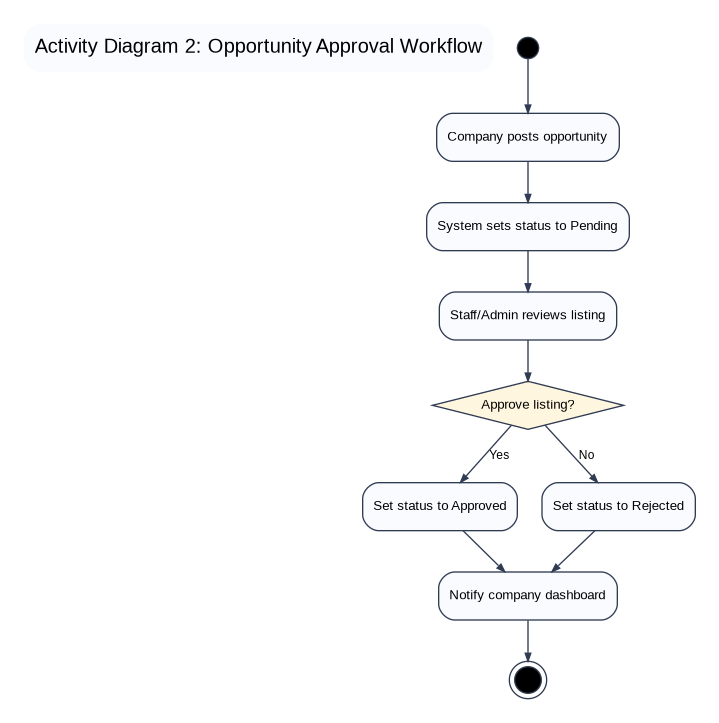 Activity Diagram 2: Opportunity Approval Workflow
Company posts opportunity
System sets status to Pending
Staff/Admin reviews listing
Approve listing?
Yes
No
Set status to Approved
Set status to Rejected
Notify company dashboard